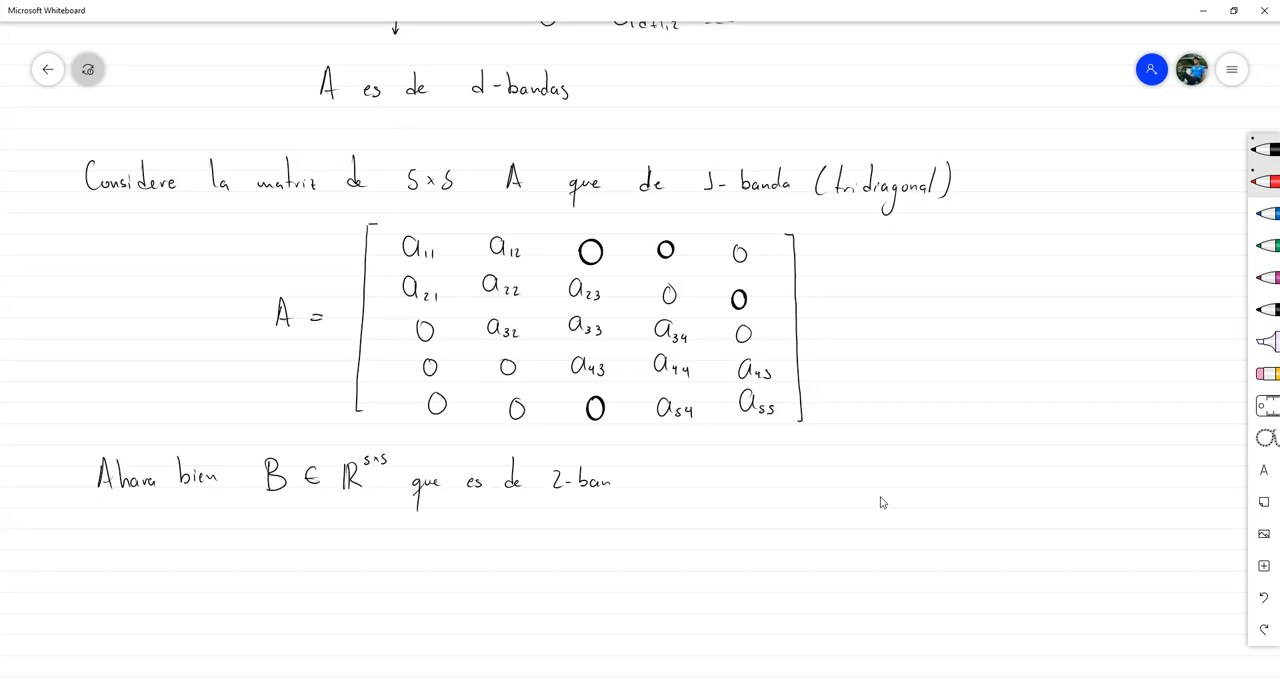 Microsoft Whiteboard
A es de d-bandas
Considere la matriz de 5×5 A que de 1-banda (tridiagonal)
A = [ a₁₁ a₁₂ 0 0 0
a₂₁ a₂₂ a₂₃ 0 0
0 a₃₂ a₃₃ a₃₄ 0
0 0 a₄₃ a₄₄ a₄₅
0 0 0 a₅₄ a₅₅ ]
Ahora bien B ∈ ℝ⁵ˣ⁵ que es de 2-ban